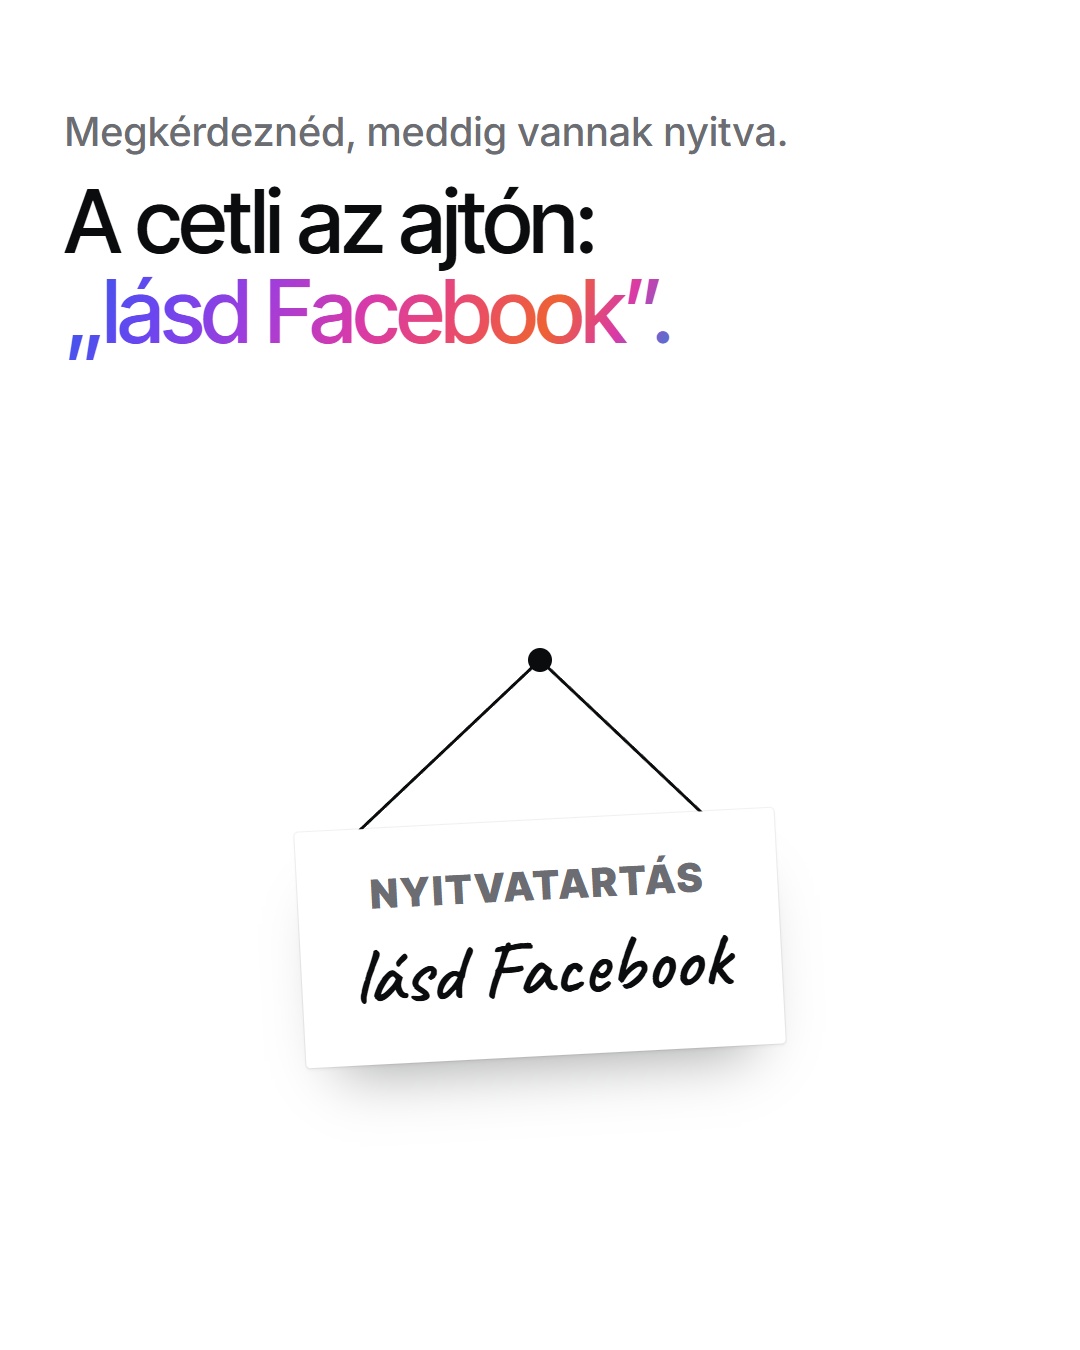 Megkérdeznéd, meddig vannak nyitva.
A cetli az ajtón:
„lásd Facebook”.
NYITVATARTÁS
lásd Facebook